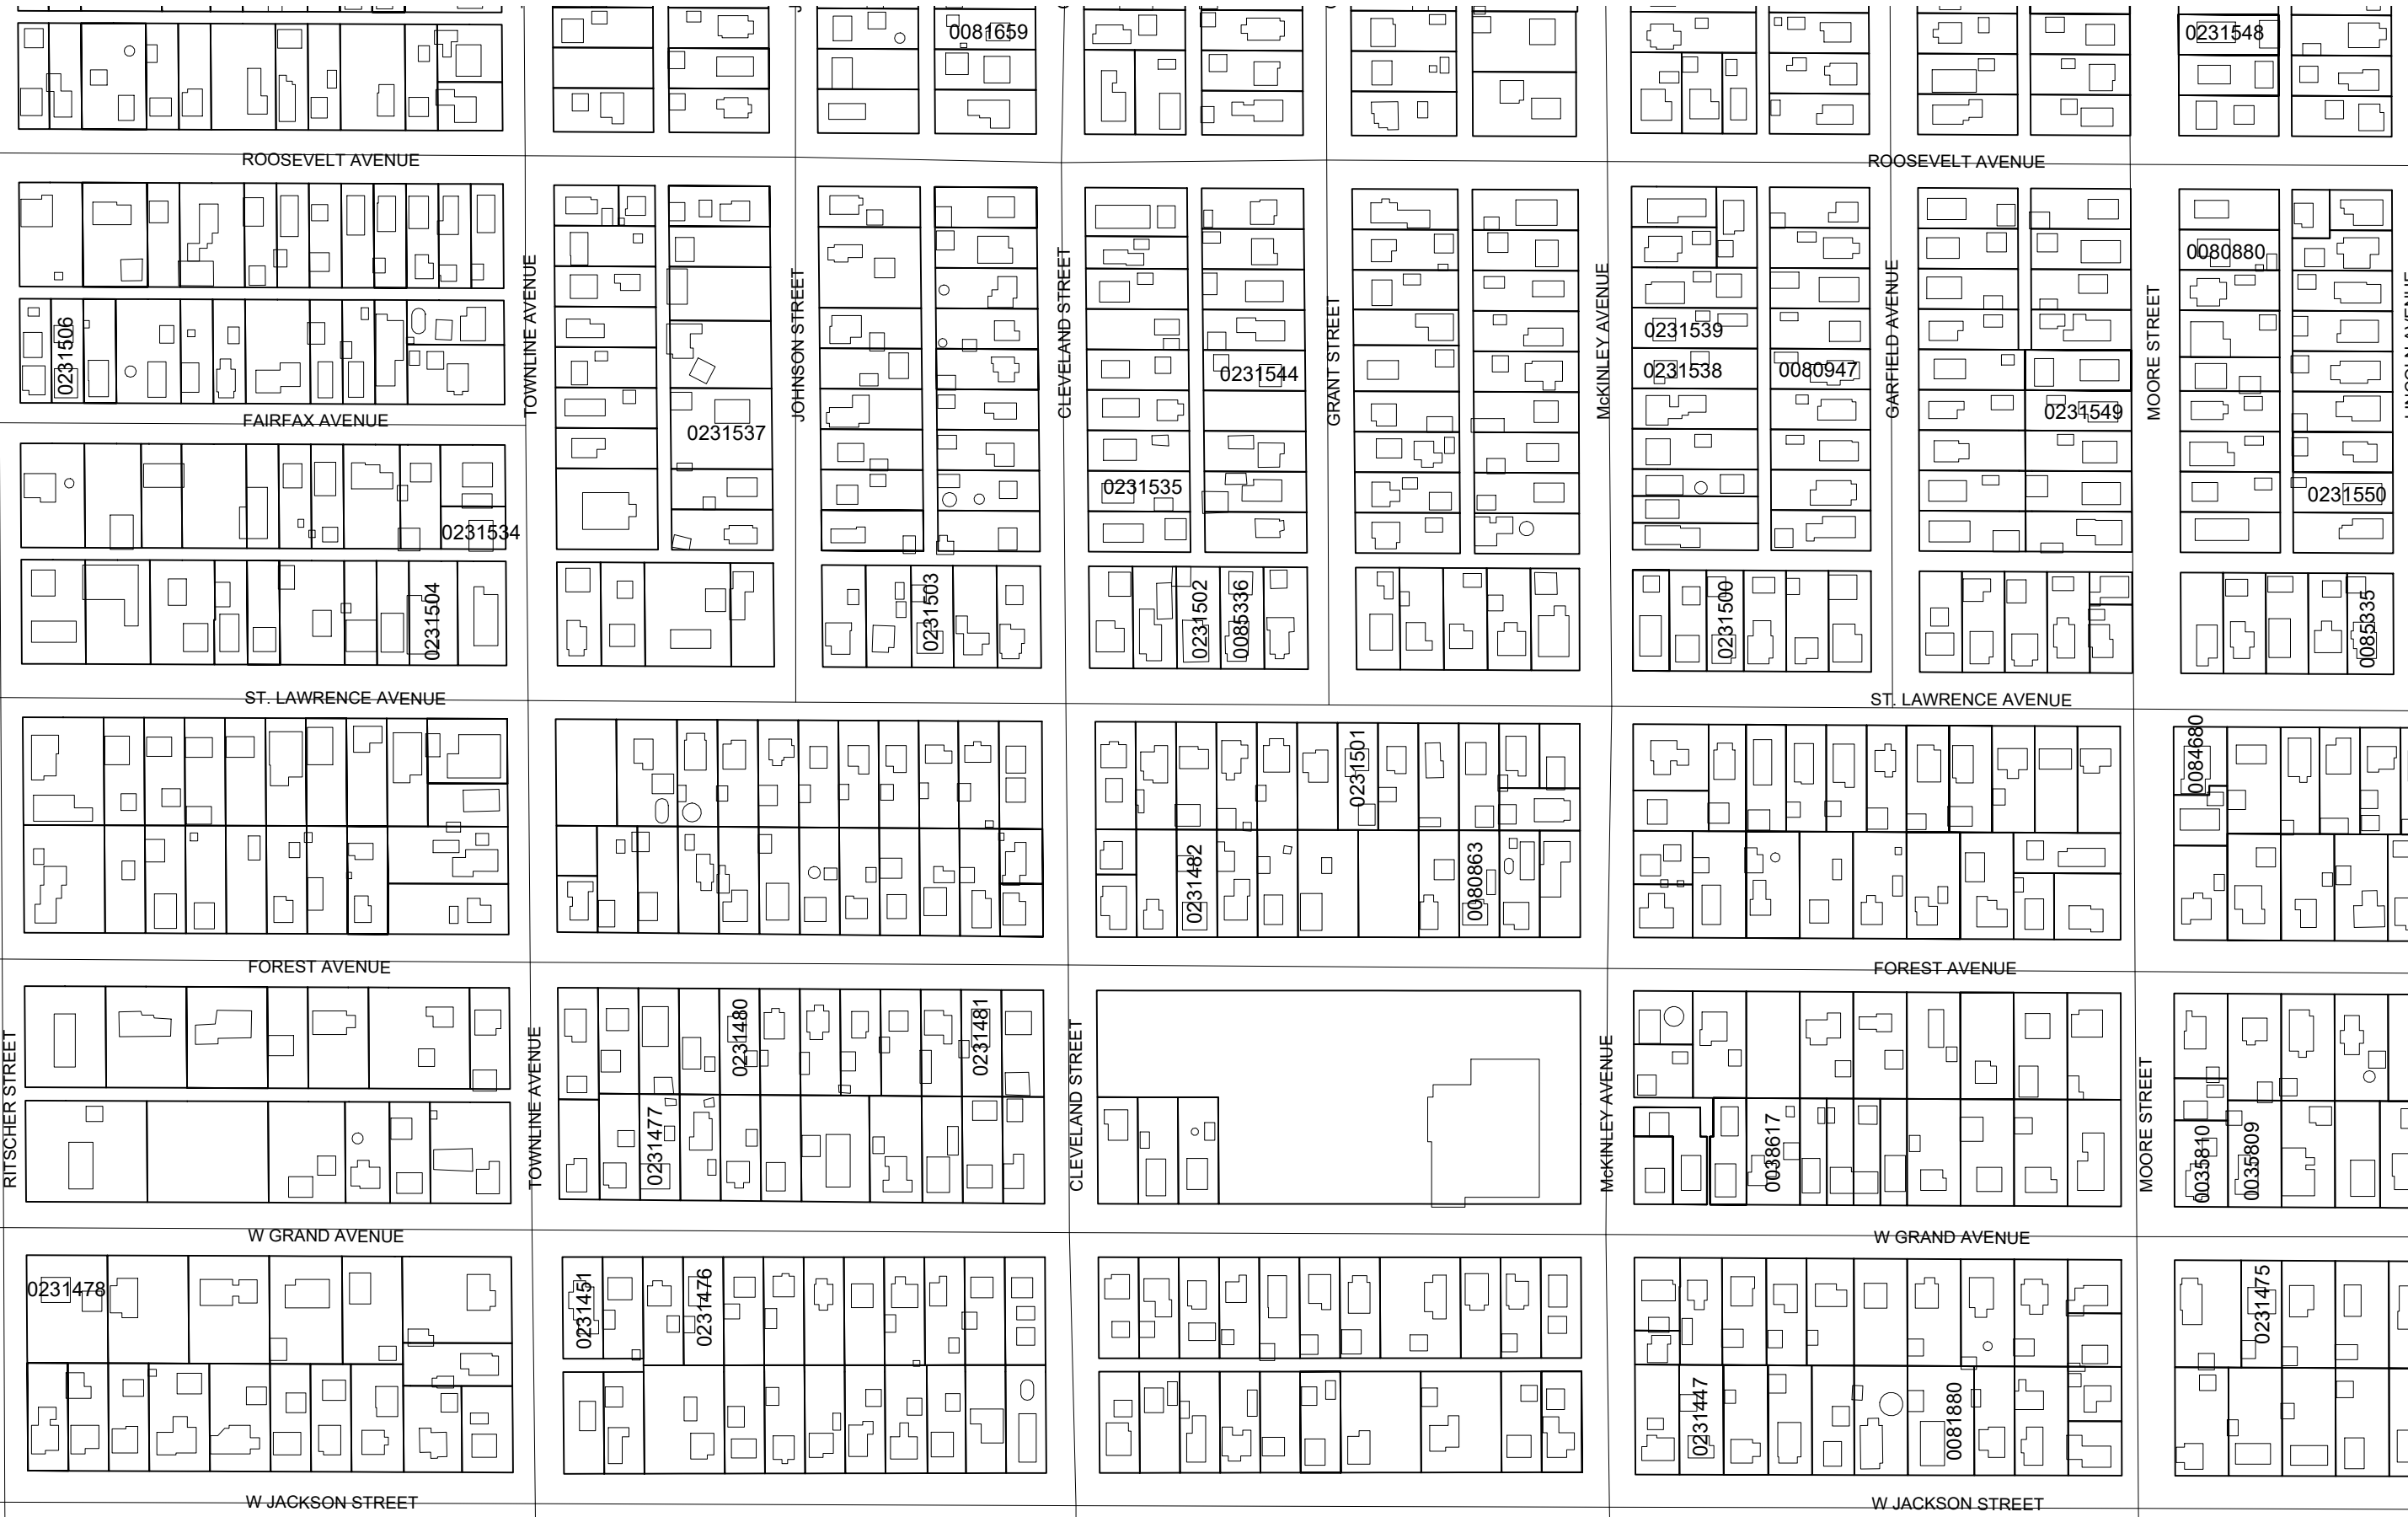 0081659
0231548
ROOSEVELT AVENUE
ROOSEVELT AVENUE
0080880
TOWNLINE AVENUE
JOHNSON STREET
CLEVELAND STREET
GRANT STREET
McKINLEY AVENUE
GARFIELD AVENUE
MOORE STREET
0231506
0231539
0231544
0231538
0080947
0231549
FAIRFAX AVENUE
0231537
0231535
0231550
0231534
0231504
0231503
0231502
0085336
0231500
0085335
ST. LAWRENCE AVENUE
ST. LAWRENCE AVENUE
0084680
0231501
0231482
0080863
FOREST AVENUE
FOREST AVENUE
0231480
0231481
RITSCHER STREET
TOWNLINE AVENUE
CLEVELAND STREET
McKINLEY AVENUE
MOORE STREET
0231477
0038617
0035810
0035809
W GRAND AVENUE
W GRAND AVENUE
0231478
0231451
0231476
0231475
0231447
0081880
W JACKSON STREET
W JACKSON STREET